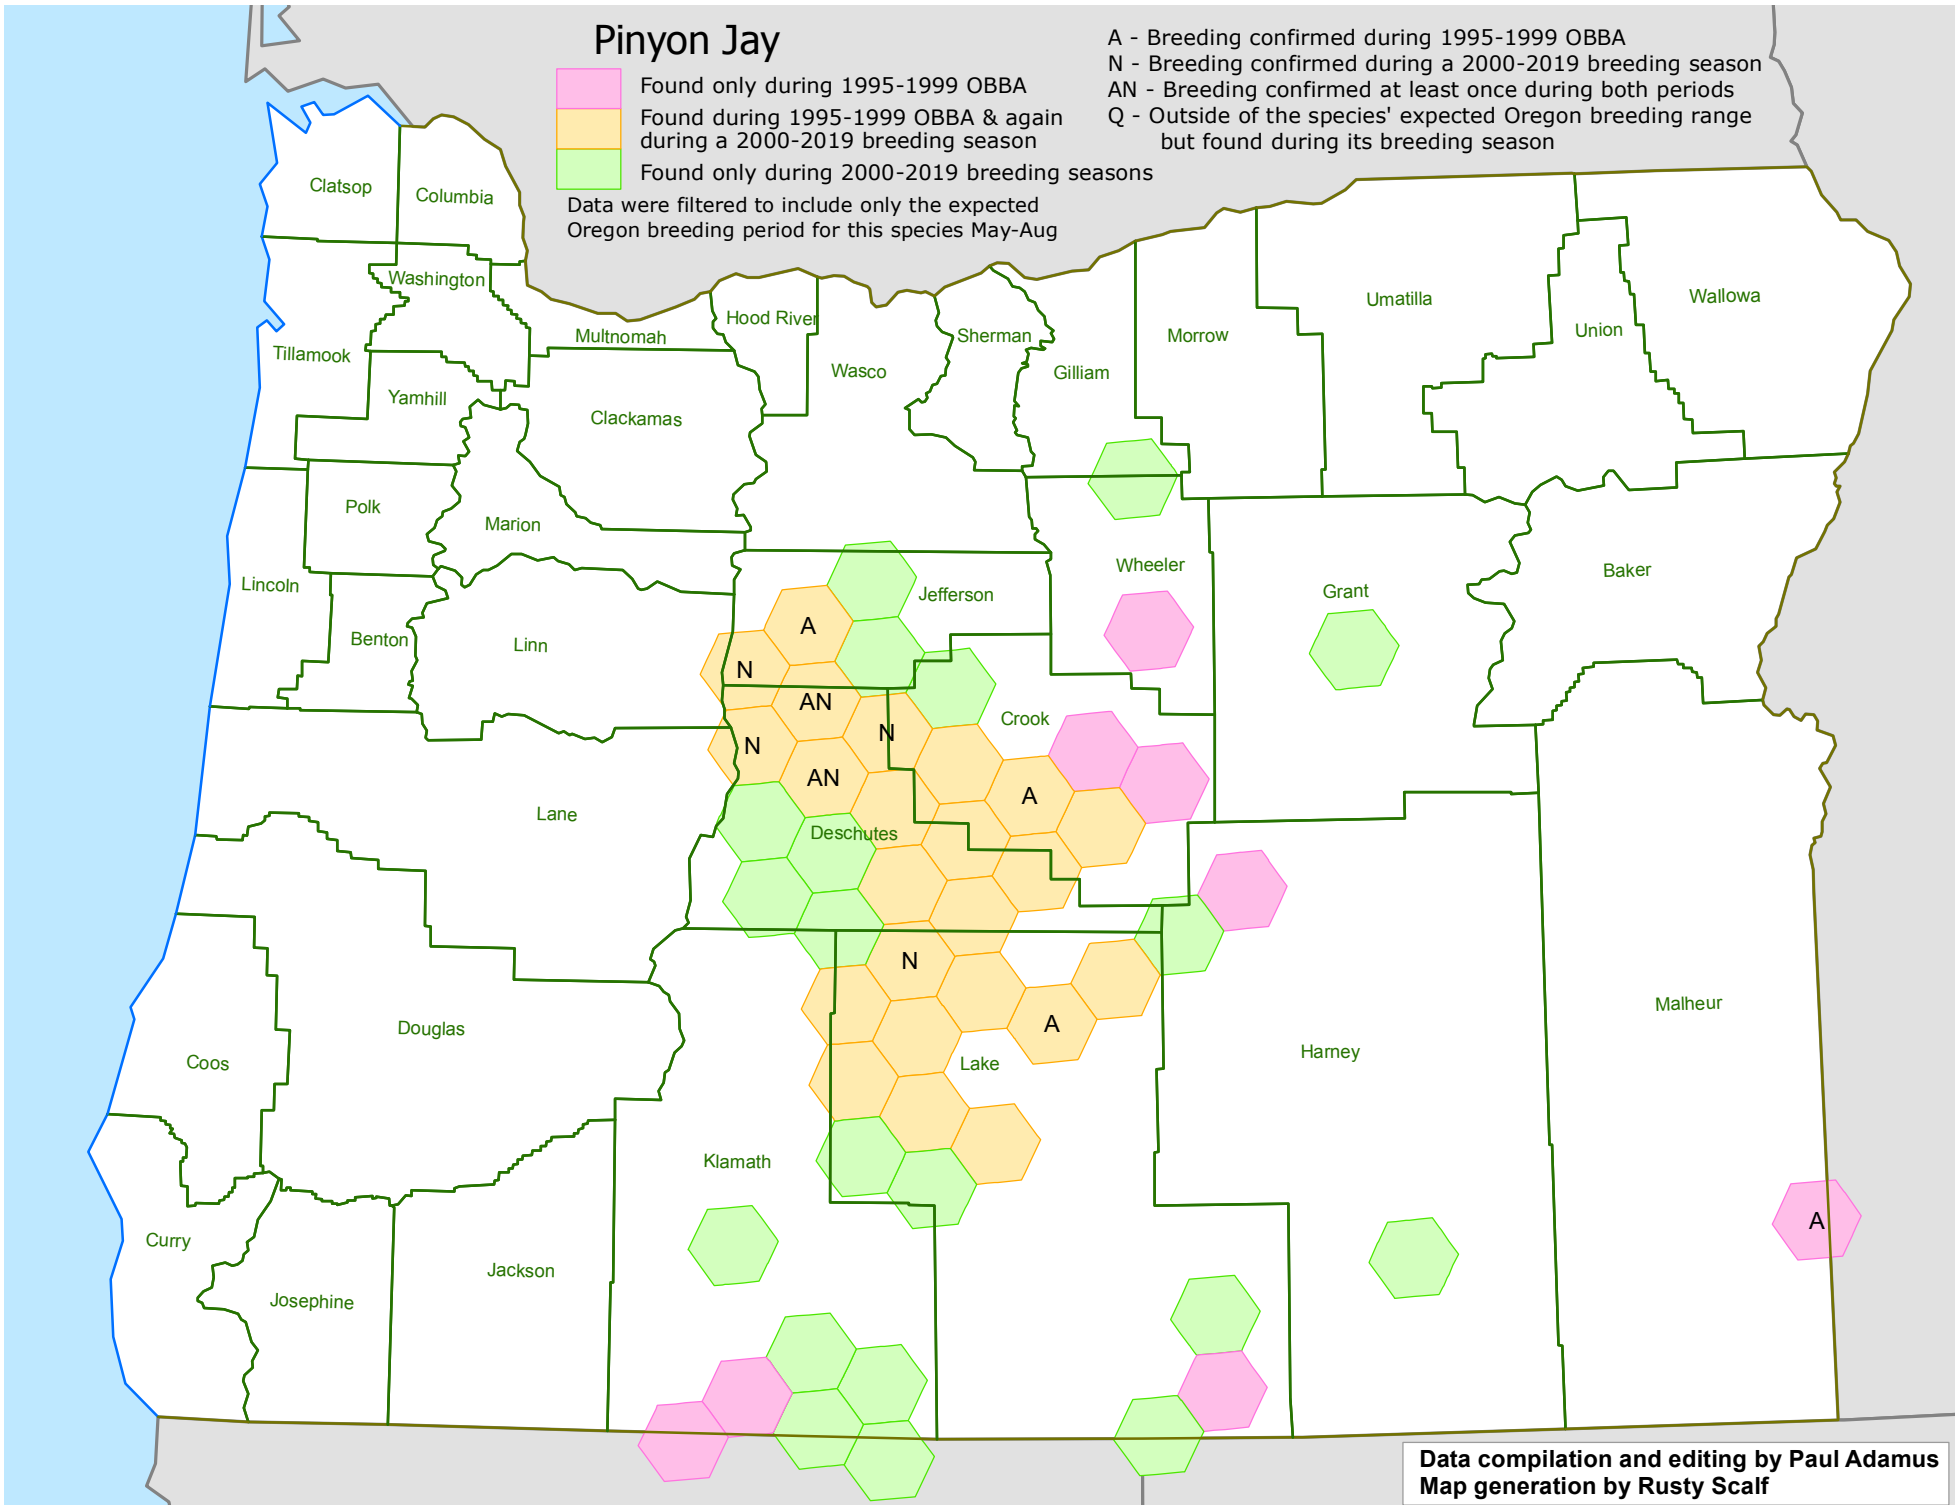 Pinyon Jay
Found only during 1995-1999 OBBA
Found during 1995-1999 OBBA & again
during a 2000-2019 breeding season
Found only during 2000-2019 breeding seasons
Data were filtered to include only the expected
Oregon breeding period for this species May-Aug
A - Breeding confirmed during 1995-1999 OBBA
N - Breeding confirmed during a 2000-2019 breeding season
AN - Breeding confirmed at least once during both periods
Q - Outside of the species' expected Oregon breeding range
but found during its breeding season
Clatsop
Columbia
Washington
Tillamook
Multnomah
Hood River
Sherman
Wasco
Gilliam
Morrow
Umatilla
Union
Wallowa
Yamhill
Clackamas
Polk
Marion
Lincoln
Benton
Linn
Jefferson
Wheeler
Grant
Baker
A
N
AN
N
N
AN
A
Crook
Lane
Deschutes
N
A
Douglas
Coos
Lake
Harney
Malheur
Klamath
Curry
Josephine
Jackson
A
Data compilation and editing by Paul Adamus
Map generation by Rusty Scalf